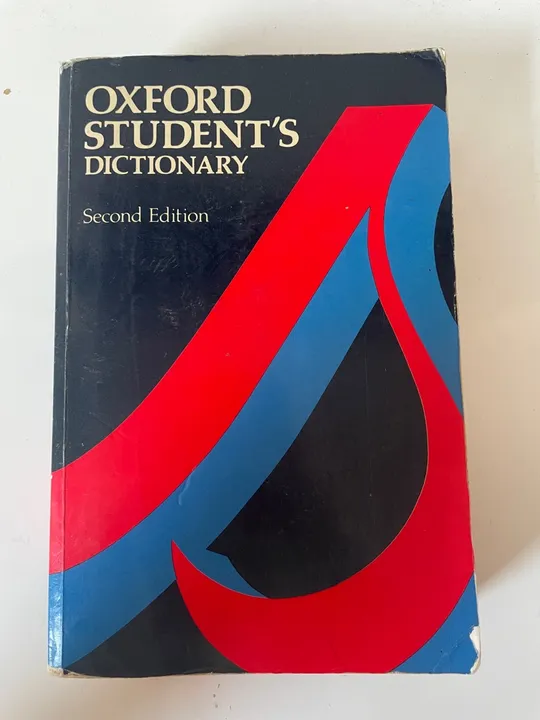 OXFORD
STUDENT'S
DICTIONARY
Second Edition